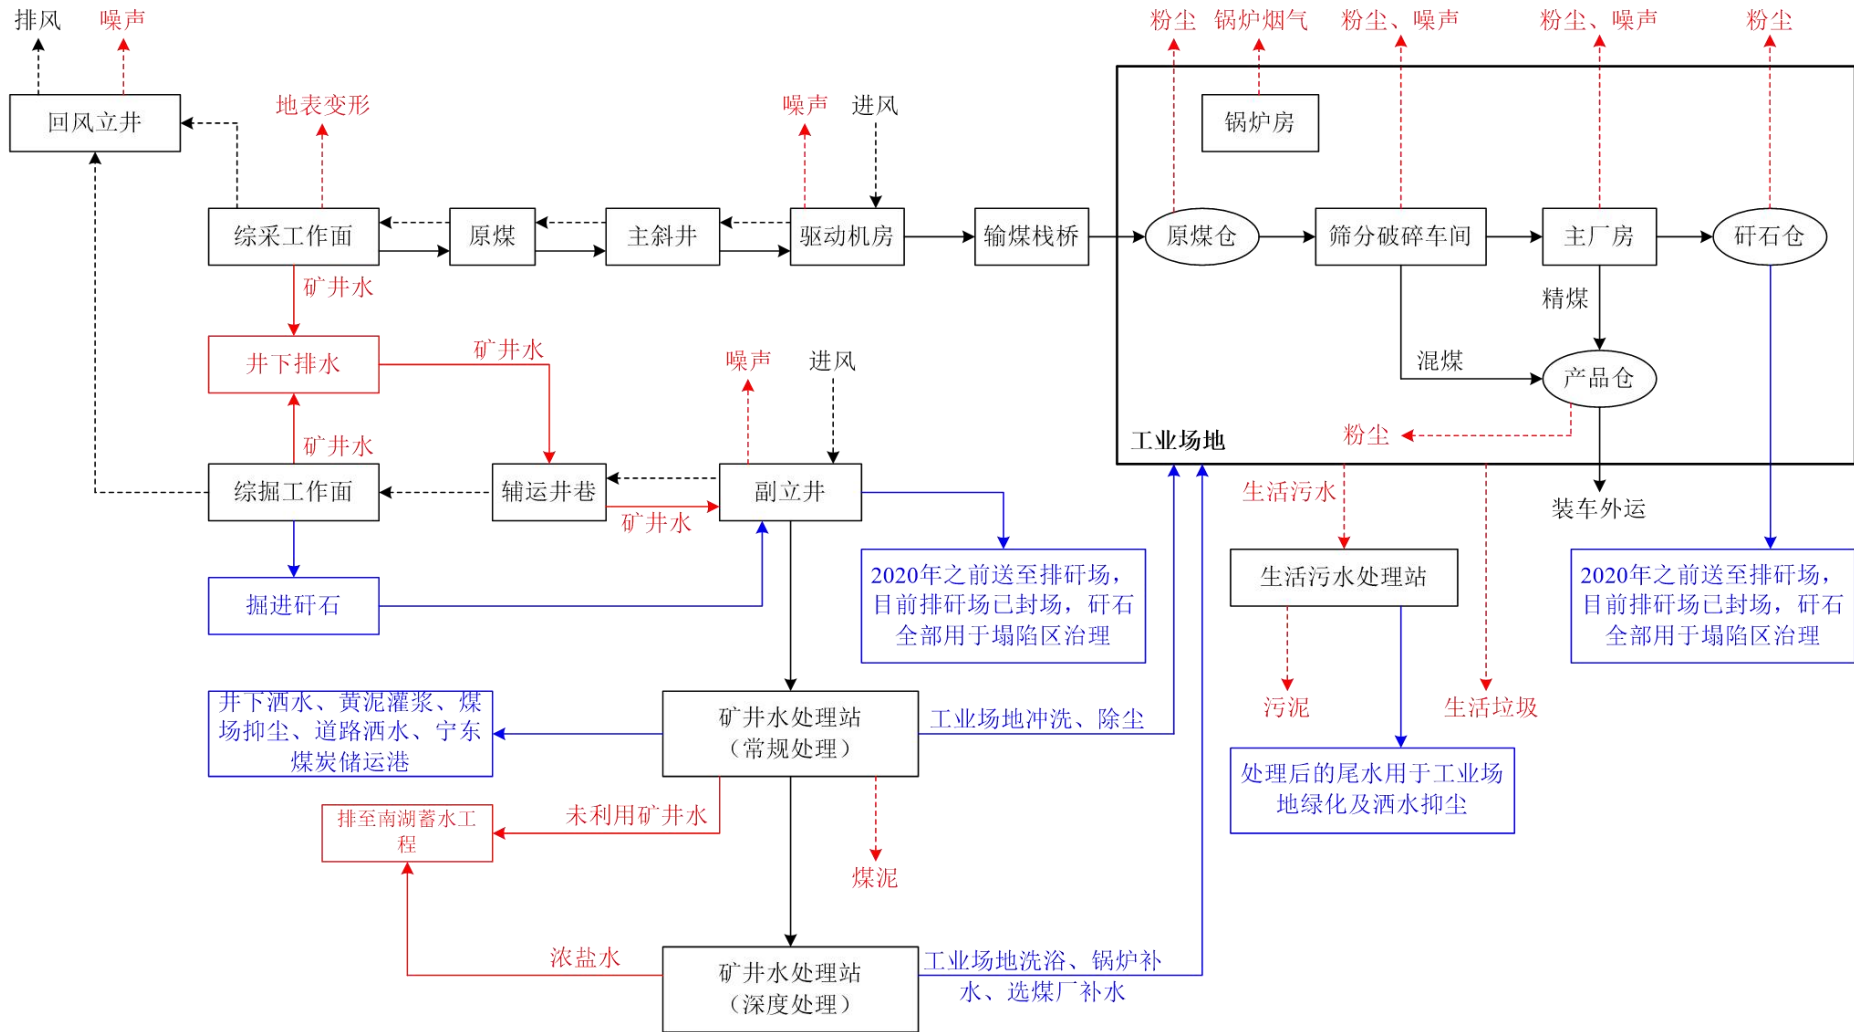 排风
噪声
粉尘
锅炉烟气
粉尘、噪声
粉尘、噪声
粉尘
回风立井
地表变形
噪声
进风
锅炉房
综采工作面
原煤
主斜井
驱动机房
输煤栈桥
原煤仓
筛分破碎车间
主厂房
矸石仓
矿井水
精煤
井下排水
矿井水
噪声
进风
混煤
产品仓
矿井水
粉尘
工业场地
综掘工作面
辅运井巷
副立井
矿井水
生活污水
装车外运
掘进矸石
2020年之前送至排矸场，
目前排矸场已封场，矸石
全部用于塌陷区治理
生活污水处理站
2020年之前送至排矸场，
目前排矸场已封场，矸石
全部用于塌陷区治理
井下洒水、黄泥灌浆、煤
场抑尘、道路洒水、宁东
煤炭储运港
矿井水处理站
（常规处理）
工业场地冲洗、除尘
污泥
生活垃圾
处理后的尾水用于工业场
地绿化及洒水抑尘
排至南湖蓄水工
程
未利用矿井水
煤泥
浓盐水
矿井水处理站
（深度处理）
工业场地洗浴、锅炉补
水、选煤厂补水